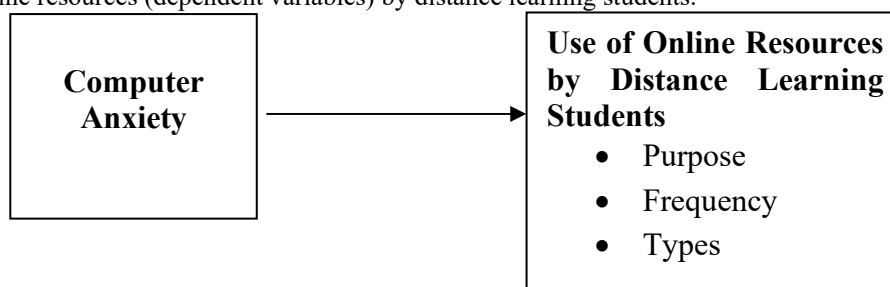 resources (dependent variables) by distance learning students.
Computer
Anxiety
Use of Online Resources
by Distance Learning
Students
• Purpose
• Frequency
• Types